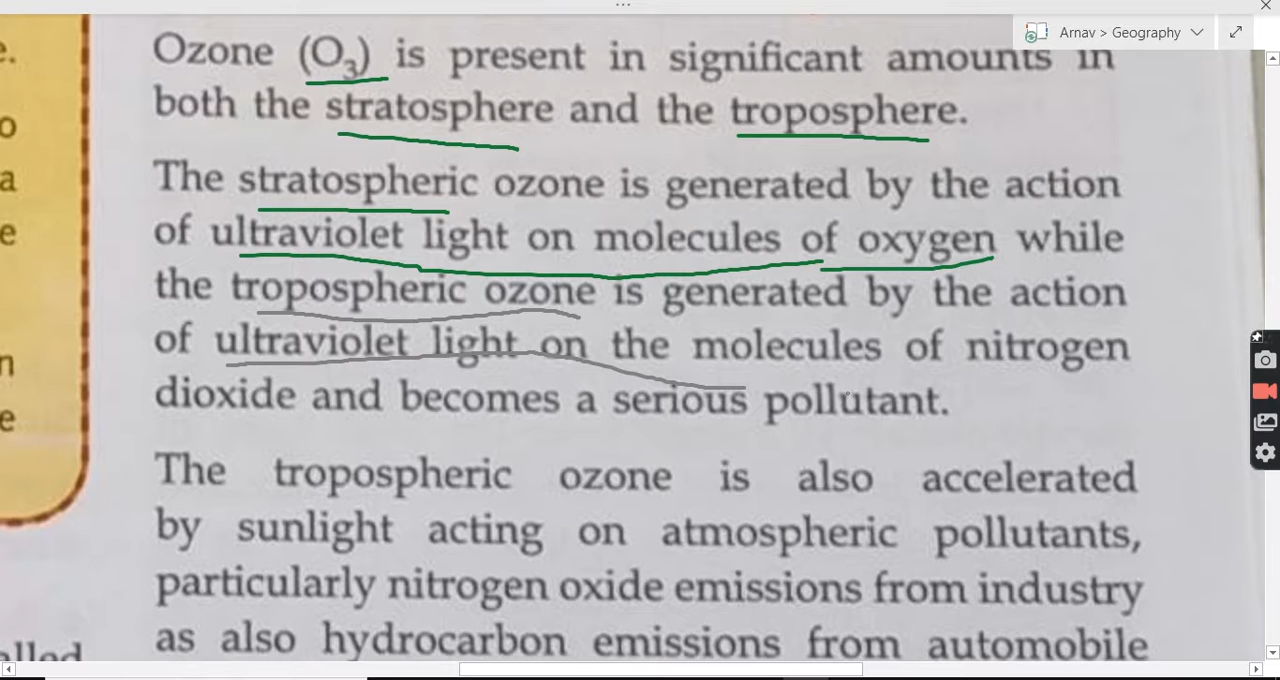 Arnav > Geography
e.
o
a
e
n
e
alled
Ozone (O3) is present in significant amounts in
both the stratosphere and the troposphere.
The stratospheric ozone is generated by the action
of ultraviolet light on molecules of oxygen while
the tropospheric ozone is generated by the action
of ultraviolet light on the molecules of nitrogen
dioxide and becomes a serious pollutant.
The tropospheric ozone is also accelerated
by sunlight acting on atmospheric pollutants,
particularly nitrogen oxide emissions from industry
as also hydrocarbon emissions from automobile